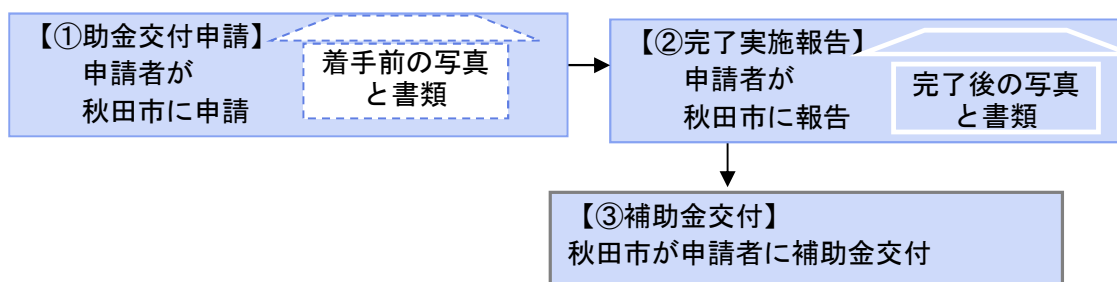 【①助金交付申請】
申請者が
秋田市に申請
着手前の写真
と書類
【②完了実施報告】
申請者が
秋田市に報告
完了後の写真
と書類
【③補助金交付】
秋田市が申請者に補助金交付